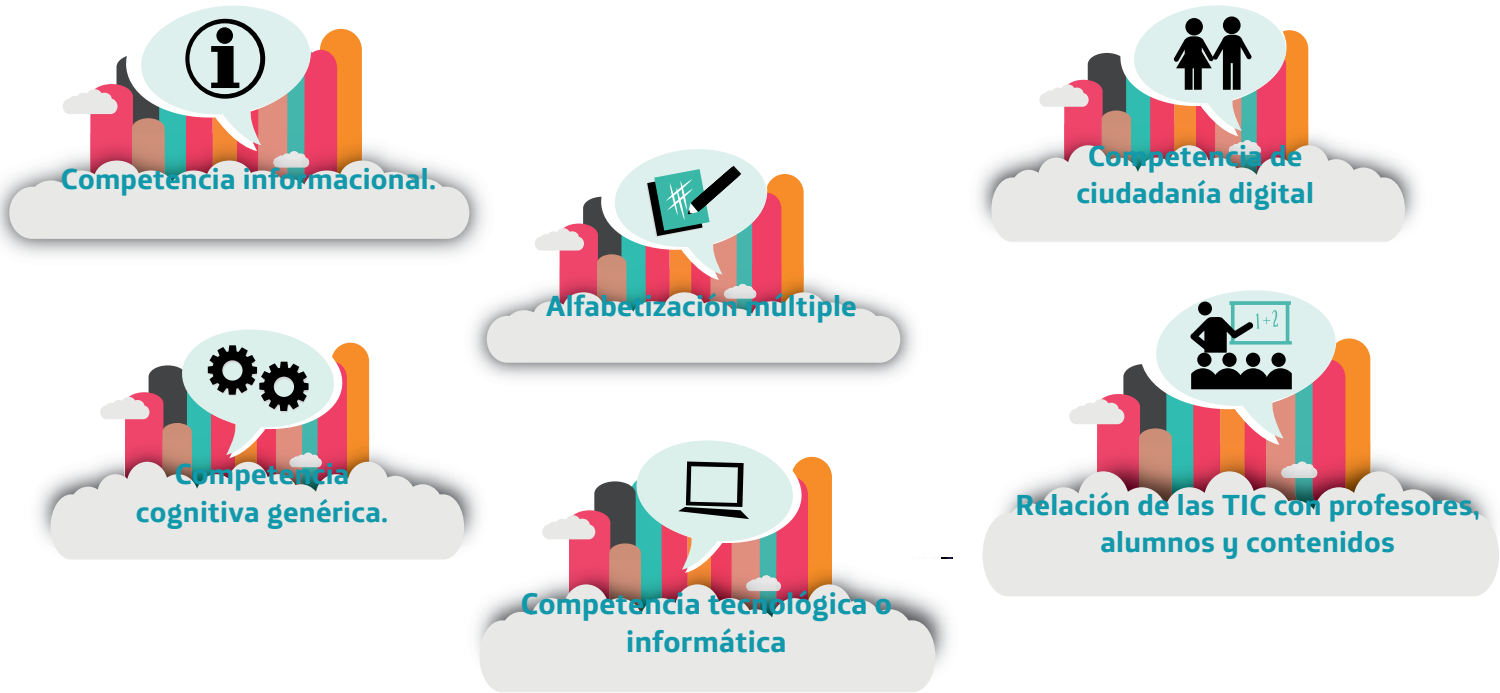 Competencia informacional.
Competencia de
ciudadanía digital
Alfabetización múltiple
1+2
Competencia
cognitiva genérica.
Relación de las TIC con profesores,
alumnos y contenidos
Competencia tecnológica o
informática